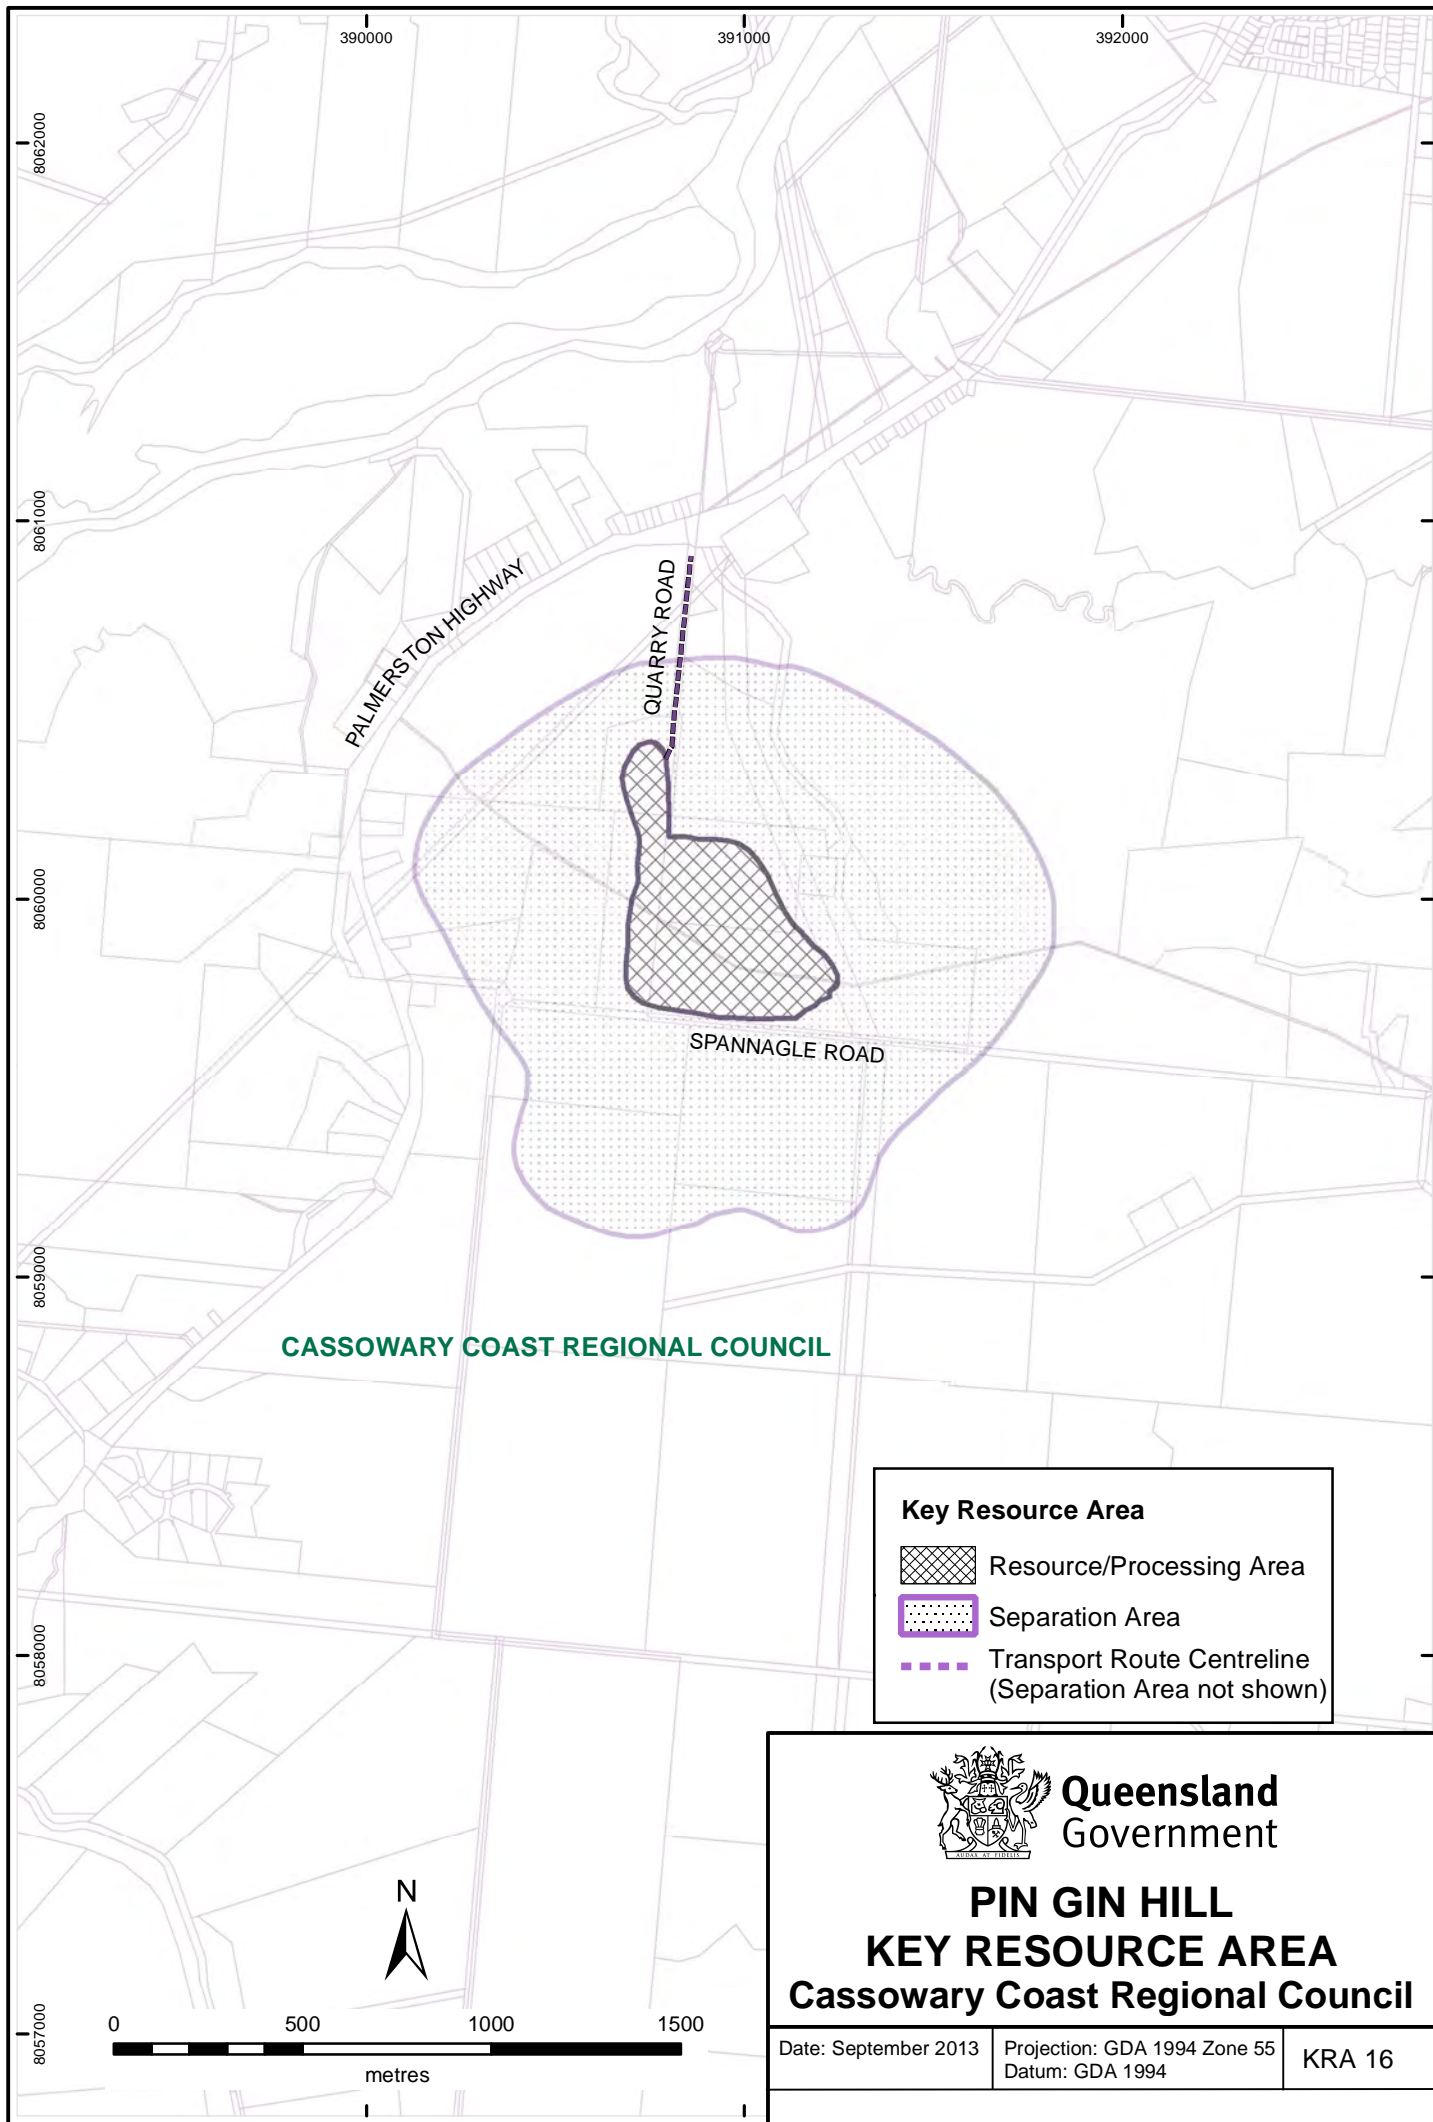 390000
391000
392000
8062000
8061000
8060000
8059000
8058000
8057000
PALMERSTON HIGHWAY
QUARRY ROAD
SPANNAGLE ROAD
CASSOWARY COAST REGIONAL COUNCIL
Key Resource Area
Resource/Processing Area
Separation Area
Transport Route Centreline
(Separation Area not shown)
N
0 500 1000 1500
metres
AUDAX AT FIDELIS
Queensland
Government
PIN GIN HILL
KEY RESOURCE AREA
Cassowary Coast Regional Council
Date: September 2013
Projection: GDA 1994 Zone 55
Datum: GDA 1994
KRA 16